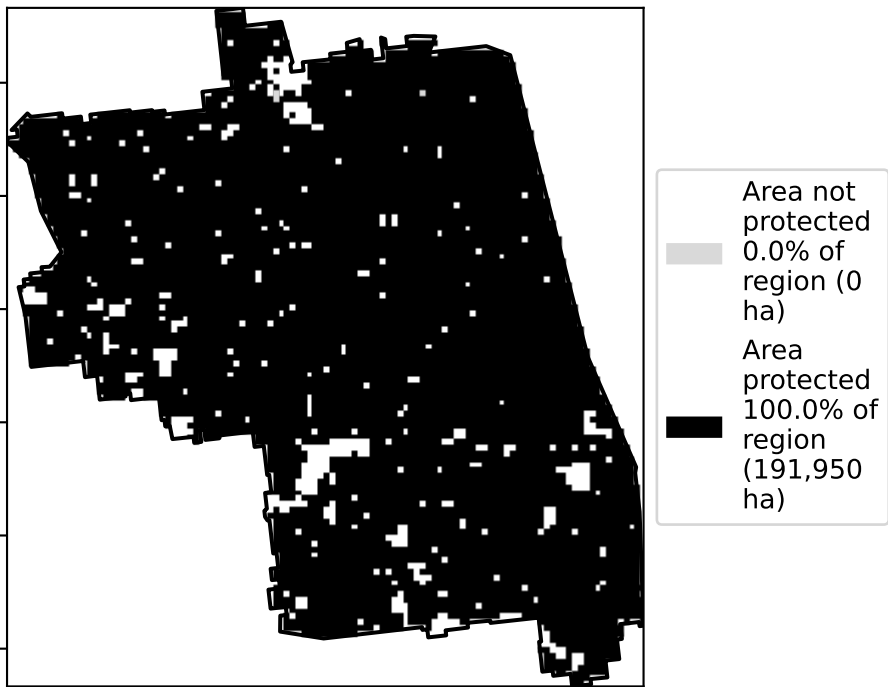 Area not
protected
0.0% of
region (0
ha)
Area
protected
100.0% of
region
(191,950
ha)